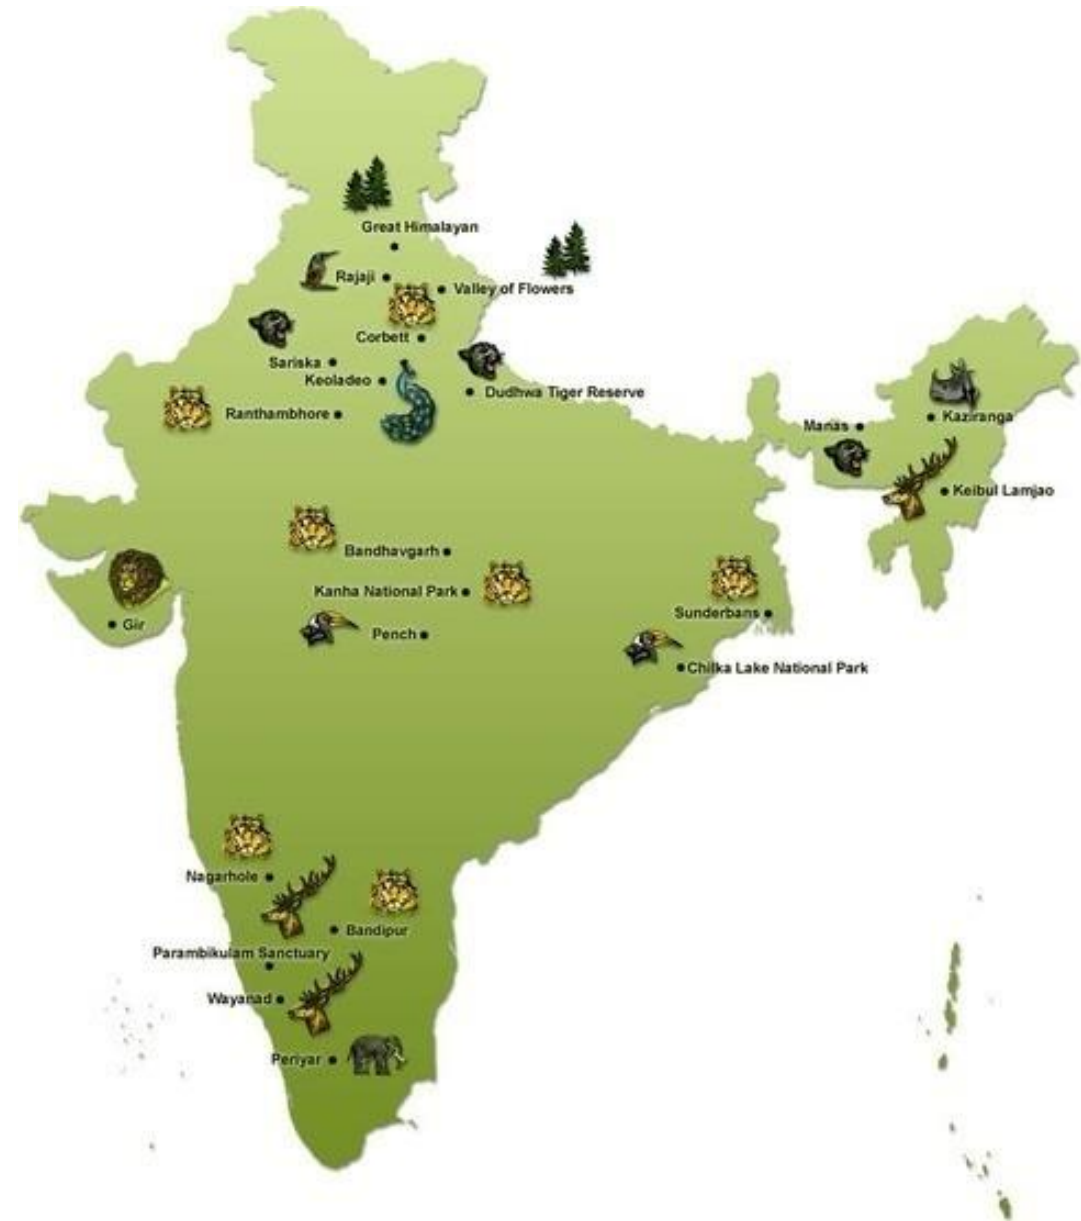 Great Himalayan
Rajaji
Valley of Flowers
Corbett
Sariska
Keoladeo
Dudhwa Tiger Reserve
Ranthambhore
Kaziranga
Manas
Keibul Lamjao
Bandhavgarh
Kanha National Park
Sunderbans
Gir
Pench
Chilka Lake National Park
Nagarhole
Bandipur
Parambikulam Sanctuary
Wayanad
Periyar